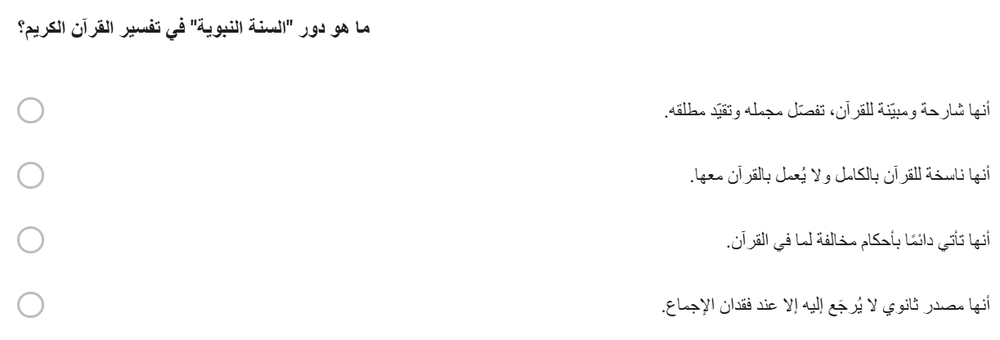 ما هو دور "السنة النبوية" في تفسير القرآن الكريم؟
أنها شارحة ومبيّنة للقرآن، تفصّل مجمله وتقيّد مطلقه.
أنها ناسخة للقرآن بالكامل ولا يُعمل بالقرآن معها.
أنها تأتي دائمًا بأحكام مخالفة لما في القرآن.
أنها مصدر ثانوي لا يُرجَع إليه إلا عند فقدان الإجماع.